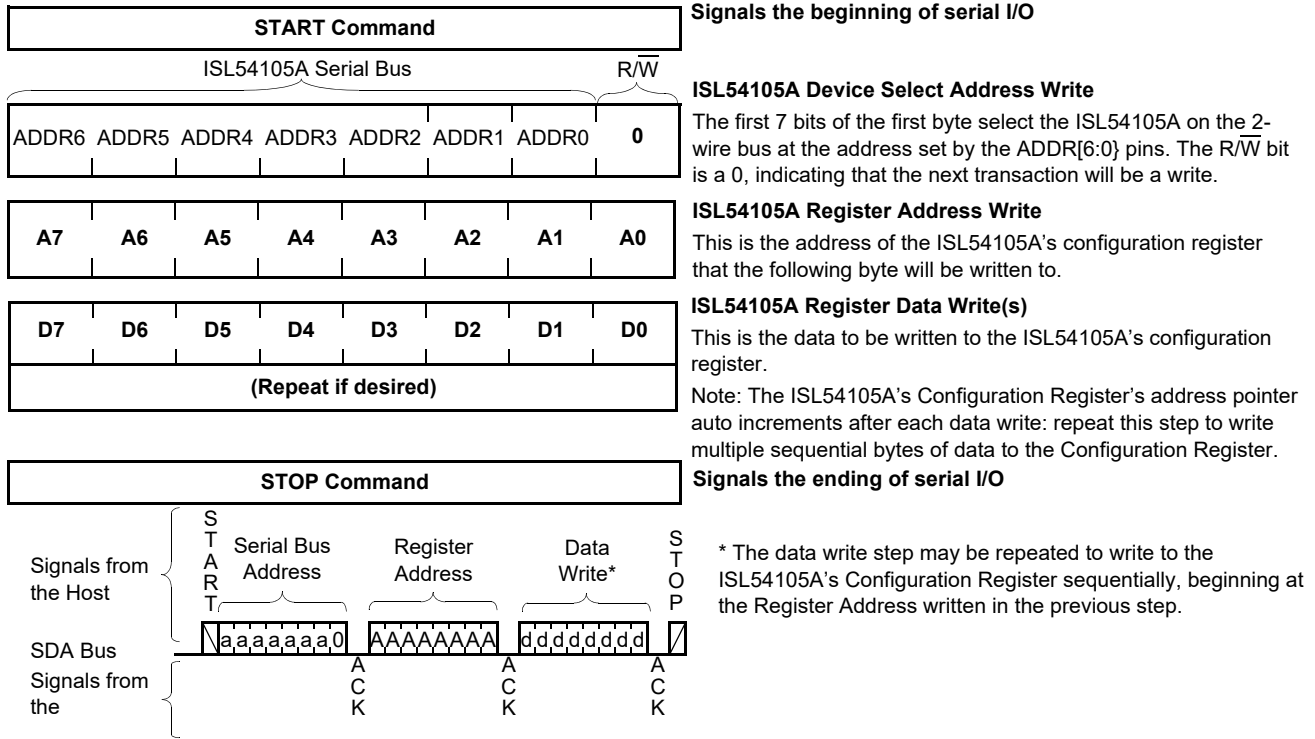 START Command
Signals the beginning of serial I/O
ISL54105A Serial Bus
R/W
ADDR6 ADDR5 ADDR4 ADDR3 ADDR2 ADDR1 ADDR0 0
ISL54105A Device Select Address Write
The first 7 bits of the first byte select the ISL54105A on the 2-
wire bus at the address set by the ADDR[6:0} pins. The R/W bit
is a 0, indicating that the next transaction will be a write.
A7 A6 A5 A4 A3 A2 A1 A0
ISL54105A Register Address Write
This is the address of the ISL54105A’s configuration register
that the following byte will be written to.
D7 D6 D5 D4 D3 D2 D1 D0
(Repeat if desired)
ISL54105A Register Data Write(s)
This is the data to be written to the ISL54105A’s configuration
register.
Note: The ISL54105A’s Configuration Register’s address pointer
auto increments after each data write: repeat this step to write
multiple sequential bytes of data to the Configuration Register.
STOP Command
Signals the ending of serial I/O
Signals from
the Host
START
Serial Bus
Address
Register
Address
Data
Write*
STOP
* The data write step may be repeated to write to the
ISL54105A’s Configuration Register sequentially, beginning at
the Register Address written in the previous step.
SDA Bus
a a a a a a a 0
A A A A A A A A
d d d d d d d d
Signals from
the
ACK
ACK
ACK